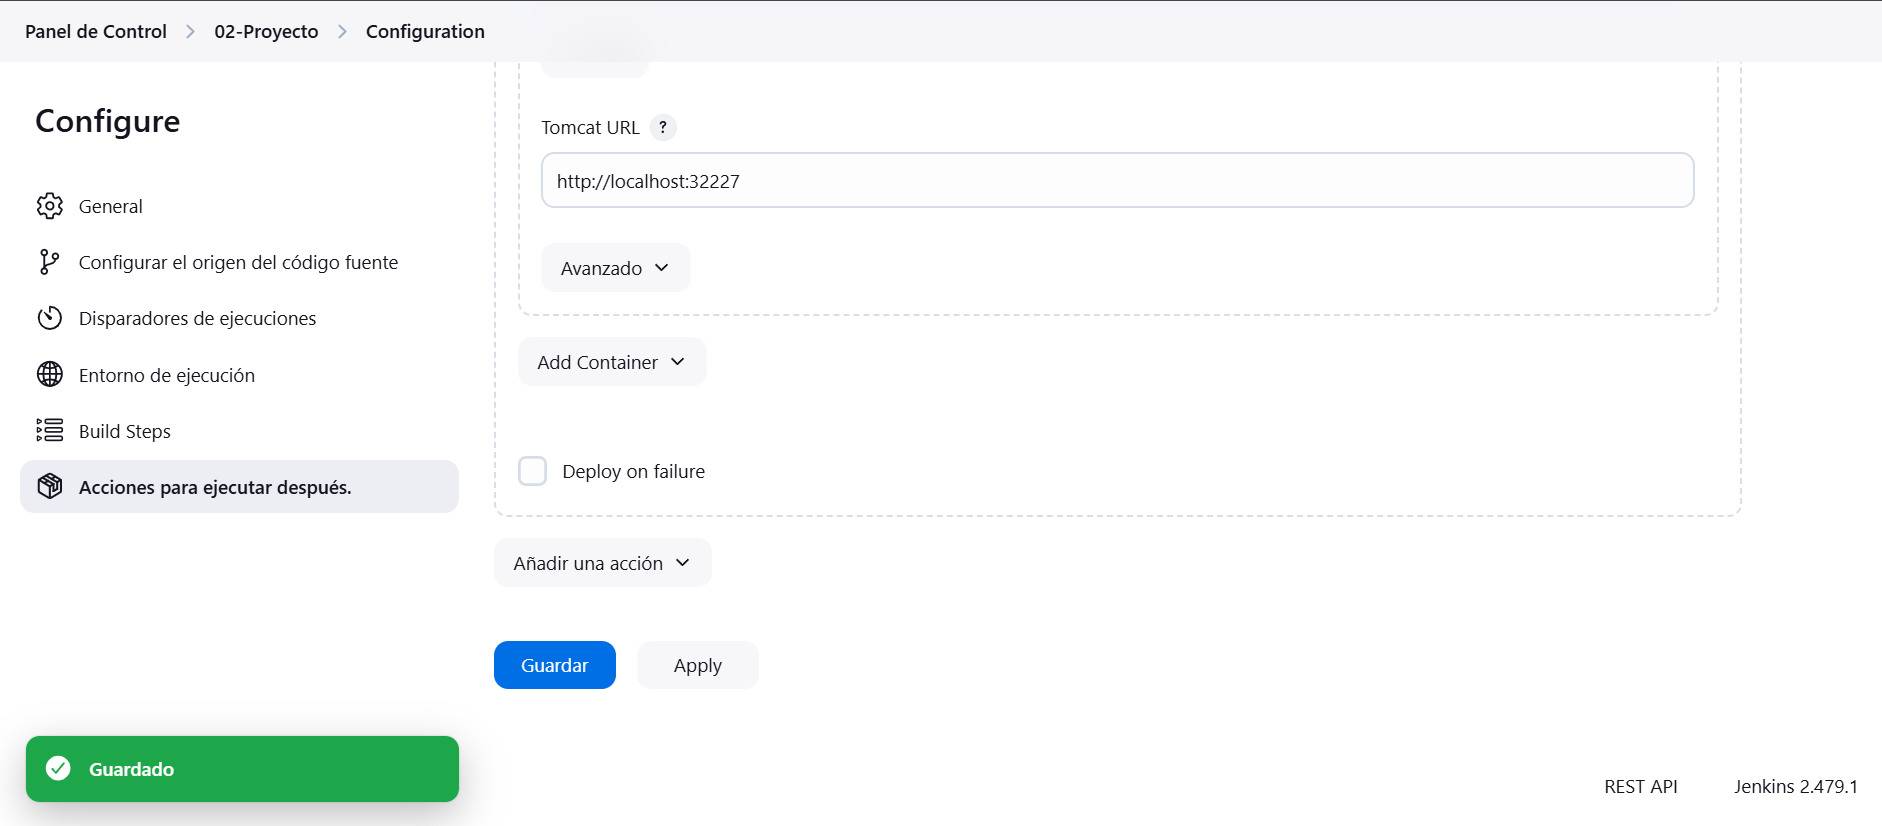 Panel de Control > 02-Proyecto > Configuration
Configure
General
Configurar el origen del código fuente
Disparadores de ejecuciones
Entorno de ejecución
Build Steps
Acciones para ejecutar después.
Tomcat URL ?
http://localhost:32227
Avanzado
Add Container
Deploy on failure
Añadir una acción
Guardar Apply
Guardado
REST API Jenkins 2.479.1